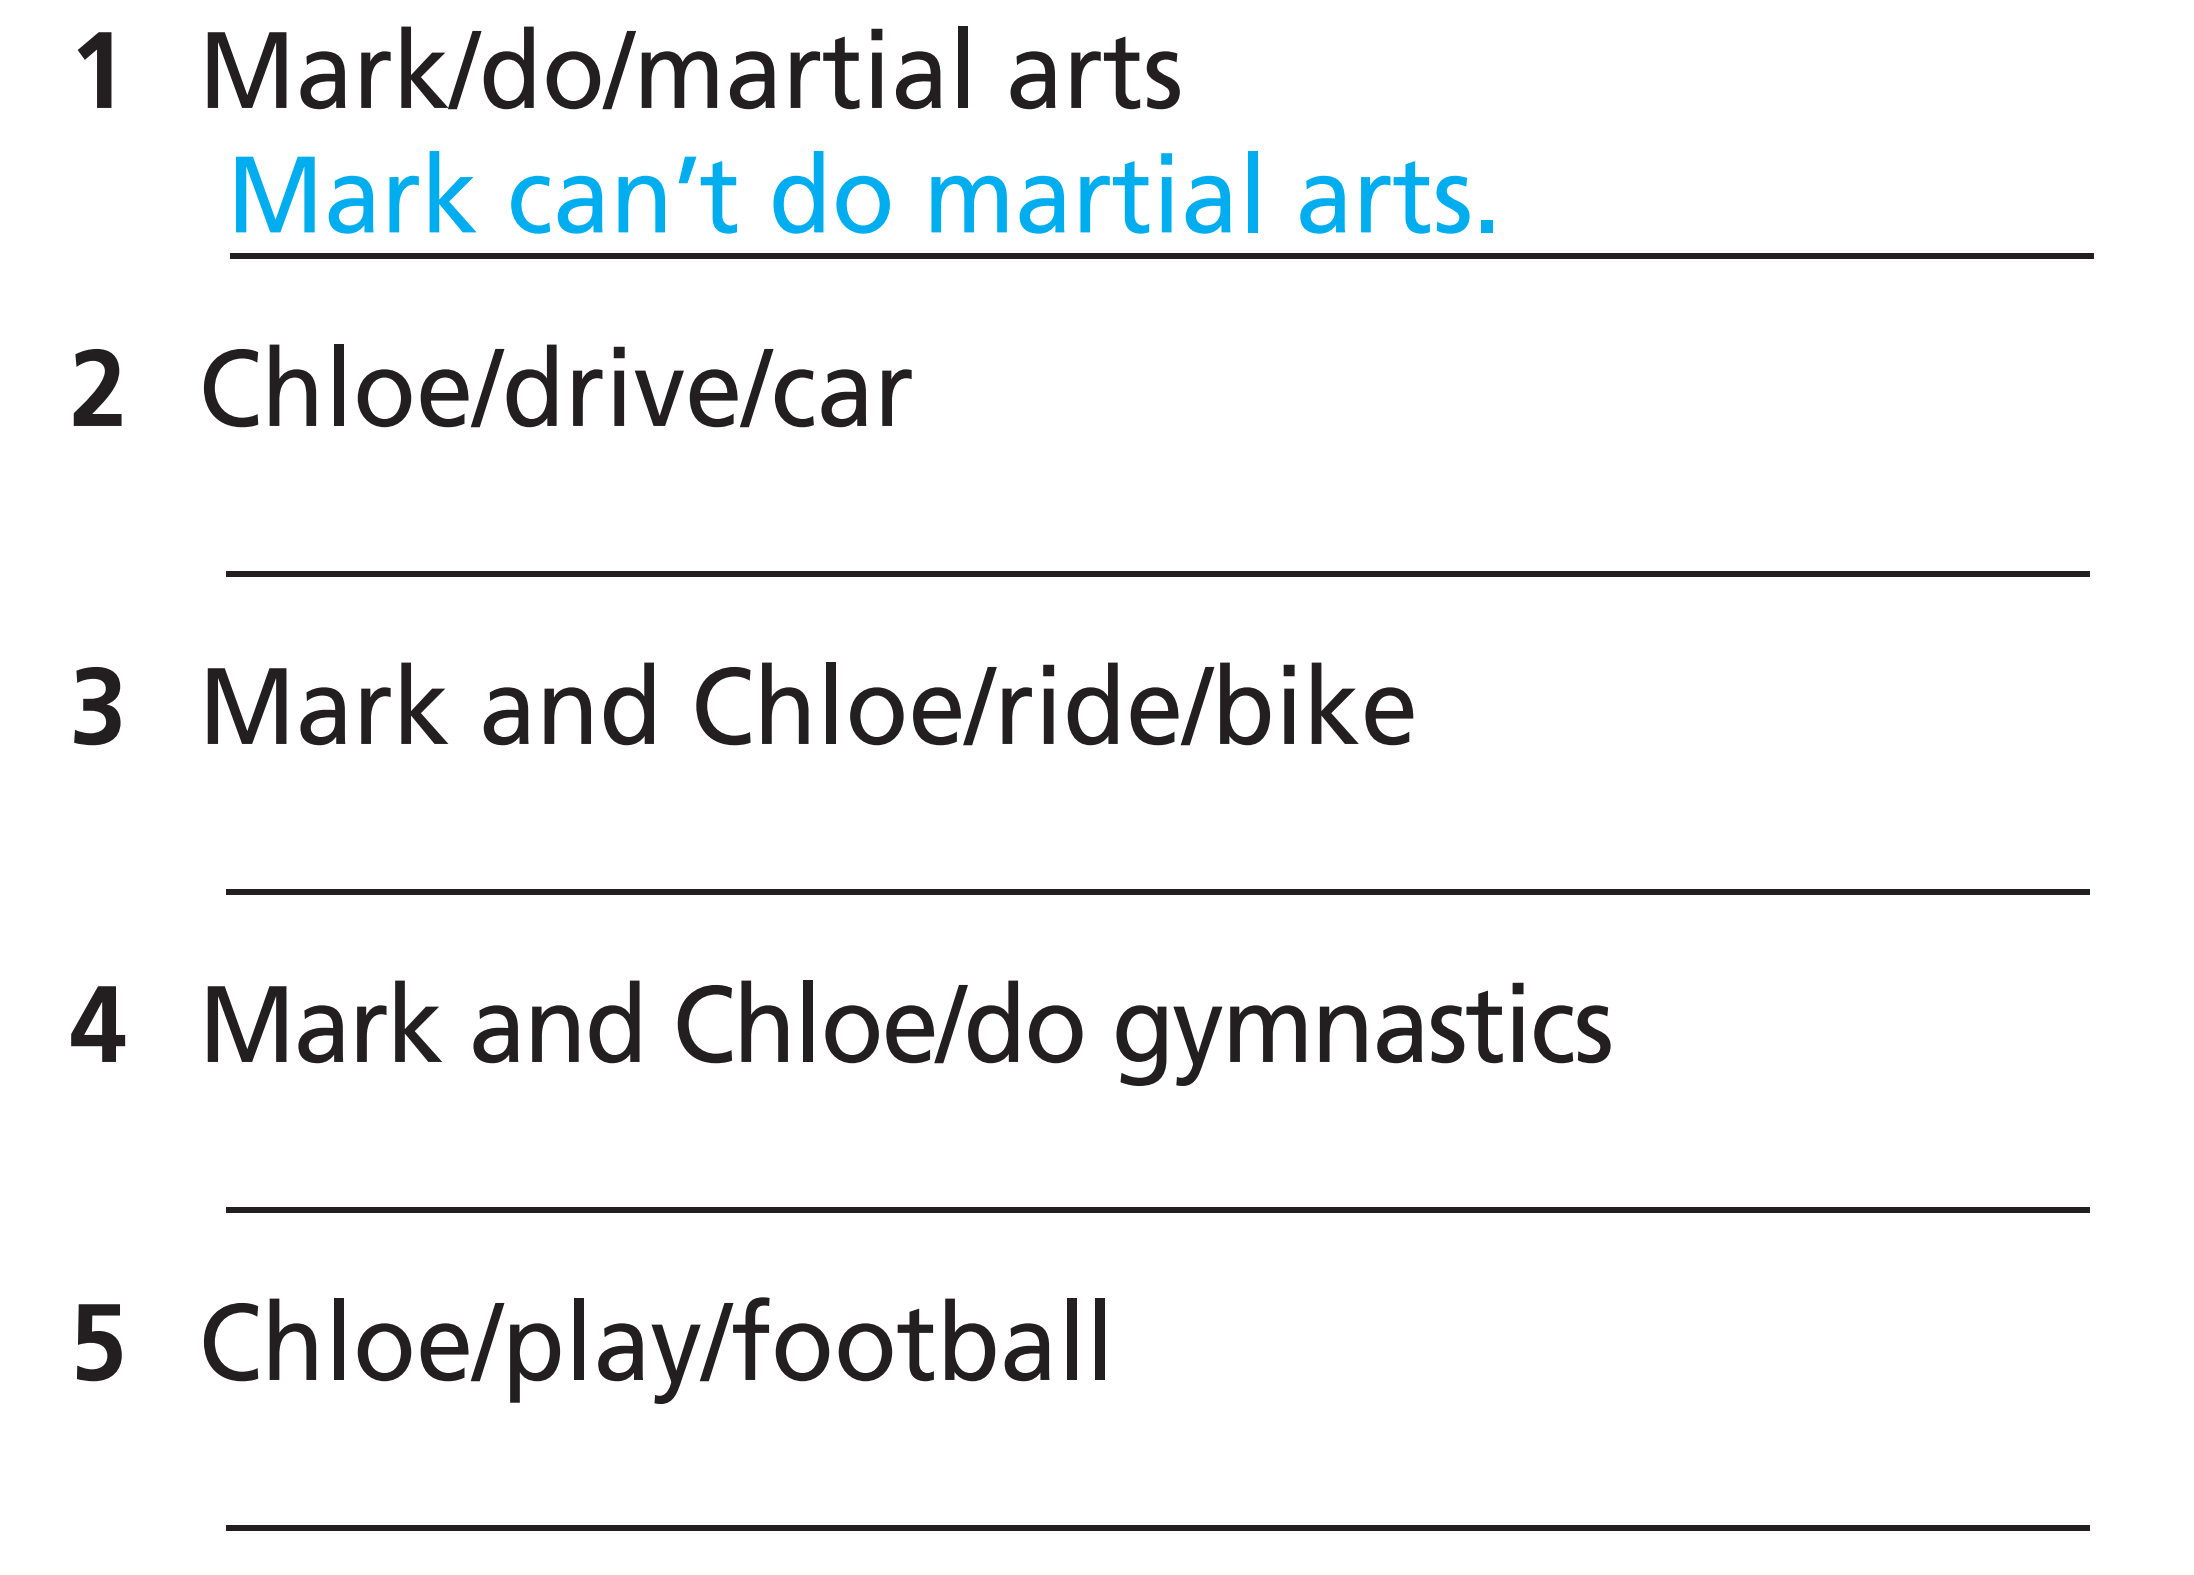 1 Mark/do/martial arts
Mark can’t do martial arts.
2 Chloe/drive/car
3 Mark and Chloe/ride/bike
4 Mark and Chloe/do gymnastics
5 Chloe/play/football